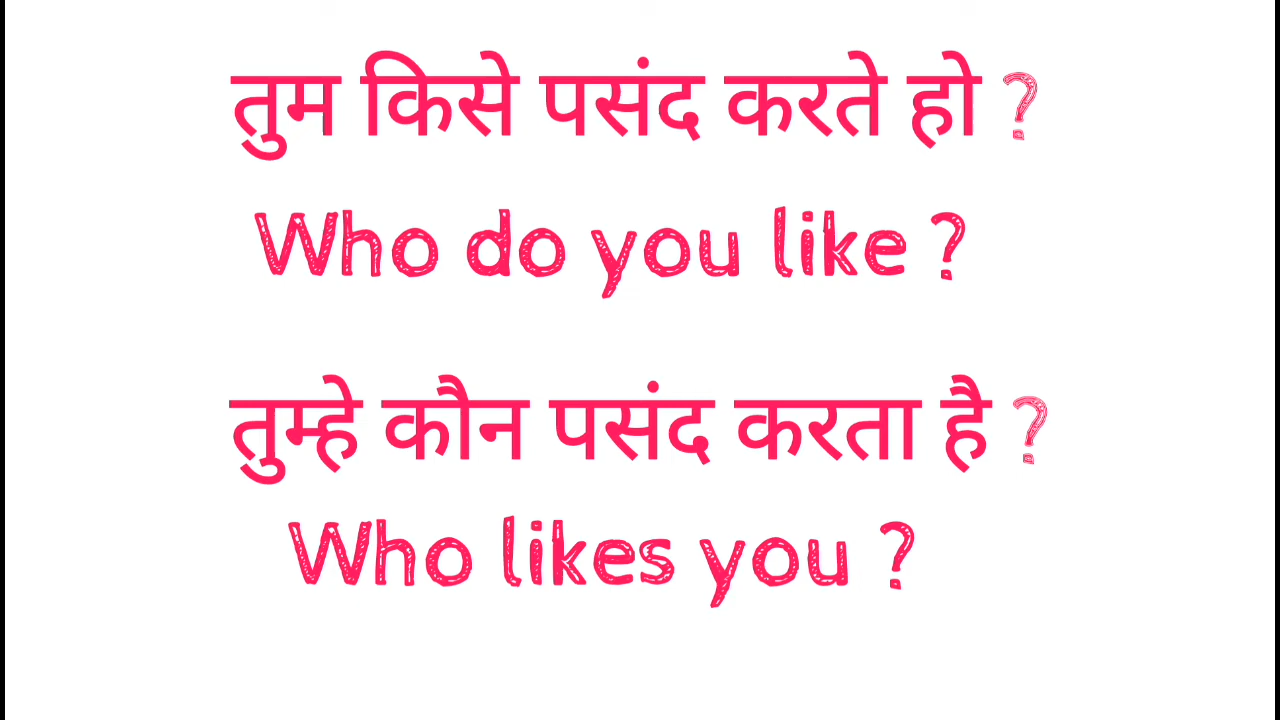 तुम किसे पसंद करते हो ?
Who do you like ?
तुम्हे कौन पसंद करता है ?
Who likes you ?